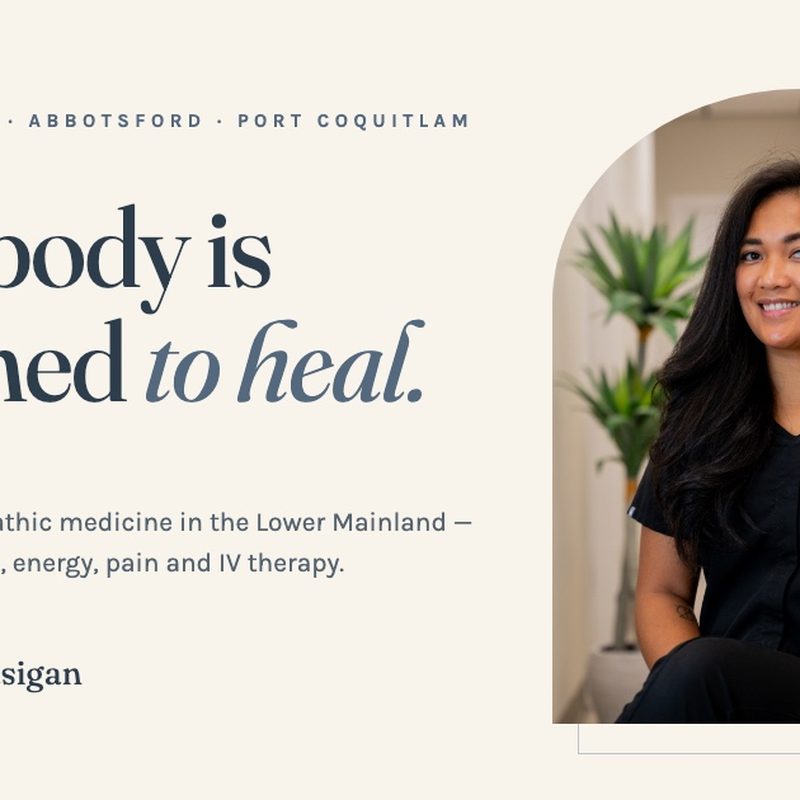 · ABBOTSFORD · PORT COQUITLAM
body is
ned to heal.
athic medicine in the Lower Mainland —
, energy, pain and IV therapy.
sigan